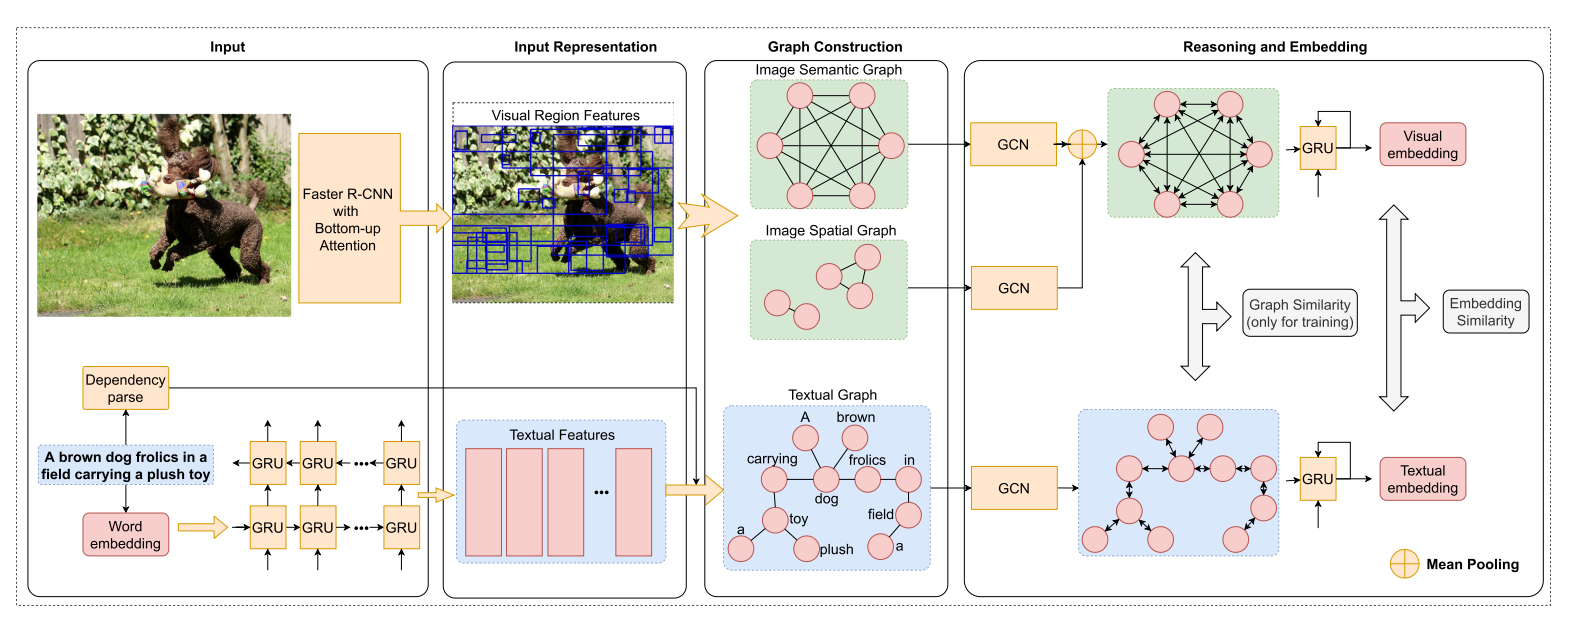 Input
Input Representation
Graph Construction
Reasoning and Embedding
Faster R-CNN
with
Bottom-up
Attention
Visual Region Features
Image Semantic Graph
Image Spatial Graph
GCN
GCN
GRU
Visual
embedding
Graph Similarity
(only for training)
Embedding
Similarity
Dependency
parse
A brown dog frolics in a
field carrying a plush toy
Word
embedding
GRU
GRU
•••
GRU
GRU
GRU
•••
GRU
Textual Features
•••
Textual Graph
A
brown
carrying
frolics
in
dog
toy
field
a
plush
a
GCN
GRU
Textual
embedding
Mean Pooling